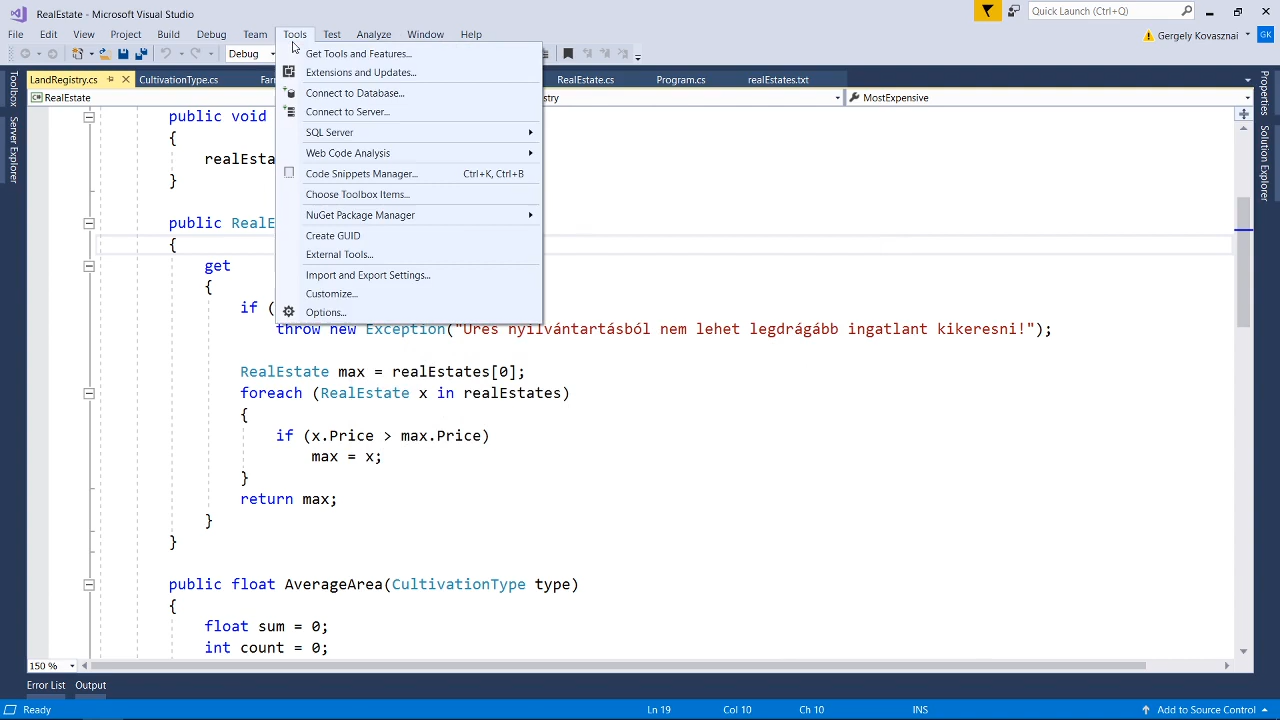 RealEstate - Microsoft Visual Studio
Quick Launch (Ctrl+Q)
File Edit View Project Build Debug Team Tools Test Analyze Window Help
Gergely Kovasznai GK
Debug
Get Tools and Features...
Extensions and Updates...
Connect to Database...
Connect to Server...
SQL Server
Web Code Analysis
Code Snippets Manager... Ctrl+K, Ctrl+B
Choose Toolbox Items...
NuGet Package Manager
Create GUID
External Tools...
Import and Export Settings...
Customize...
Options...
LandRegistry.cs CultivationType.cs Farr RealEstate.cs Program.cs realEstates.txt
RealEstate istry MostExpensive
Toolbox
Server Explorer
Properties
Solution Explorer
public void
{
realEsta
}
public RealE
{
get
{
if (
throw new Exception("Üres nyilvántartásból nem lehet legdrágább ingatlant kikeresni!");
RealEstate max = realEstates[0];
foreach (RealEstate x in realEstates)
{
if (x.Price > max.Price)
max = x;
}
return max;
}
}
public float AverageArea(CultivationType type)
{
float sum = 0;
int count = 0;
150 %
Error List Output
Ready Ln 19 Col 10 Ch 10 INS Add to Source Control